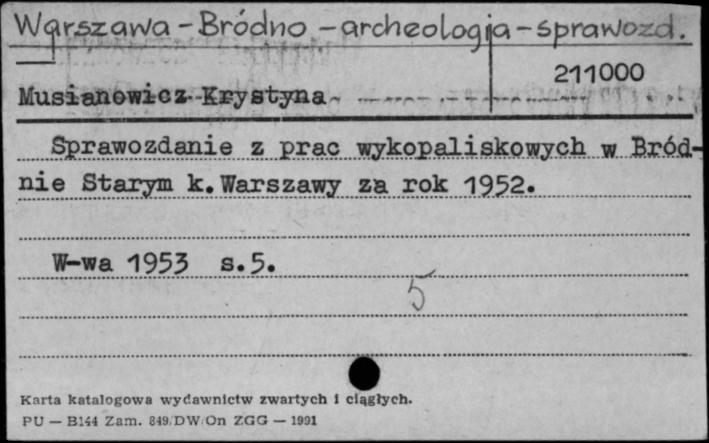 Warszawa - Bródno - archeologia - sprawozd.
211000
Musianowicz Krystyna
Sprawozdanie z prac wykopaliskowych w Bród-
nie Starym k. Warszawy za rok 1952.
W-wa 1953 s.5.
5
Karta katalogowa wydawnictw zwartych i ciągłych.
PU — B144 Zam. 849/DW/On ZGG — 1991